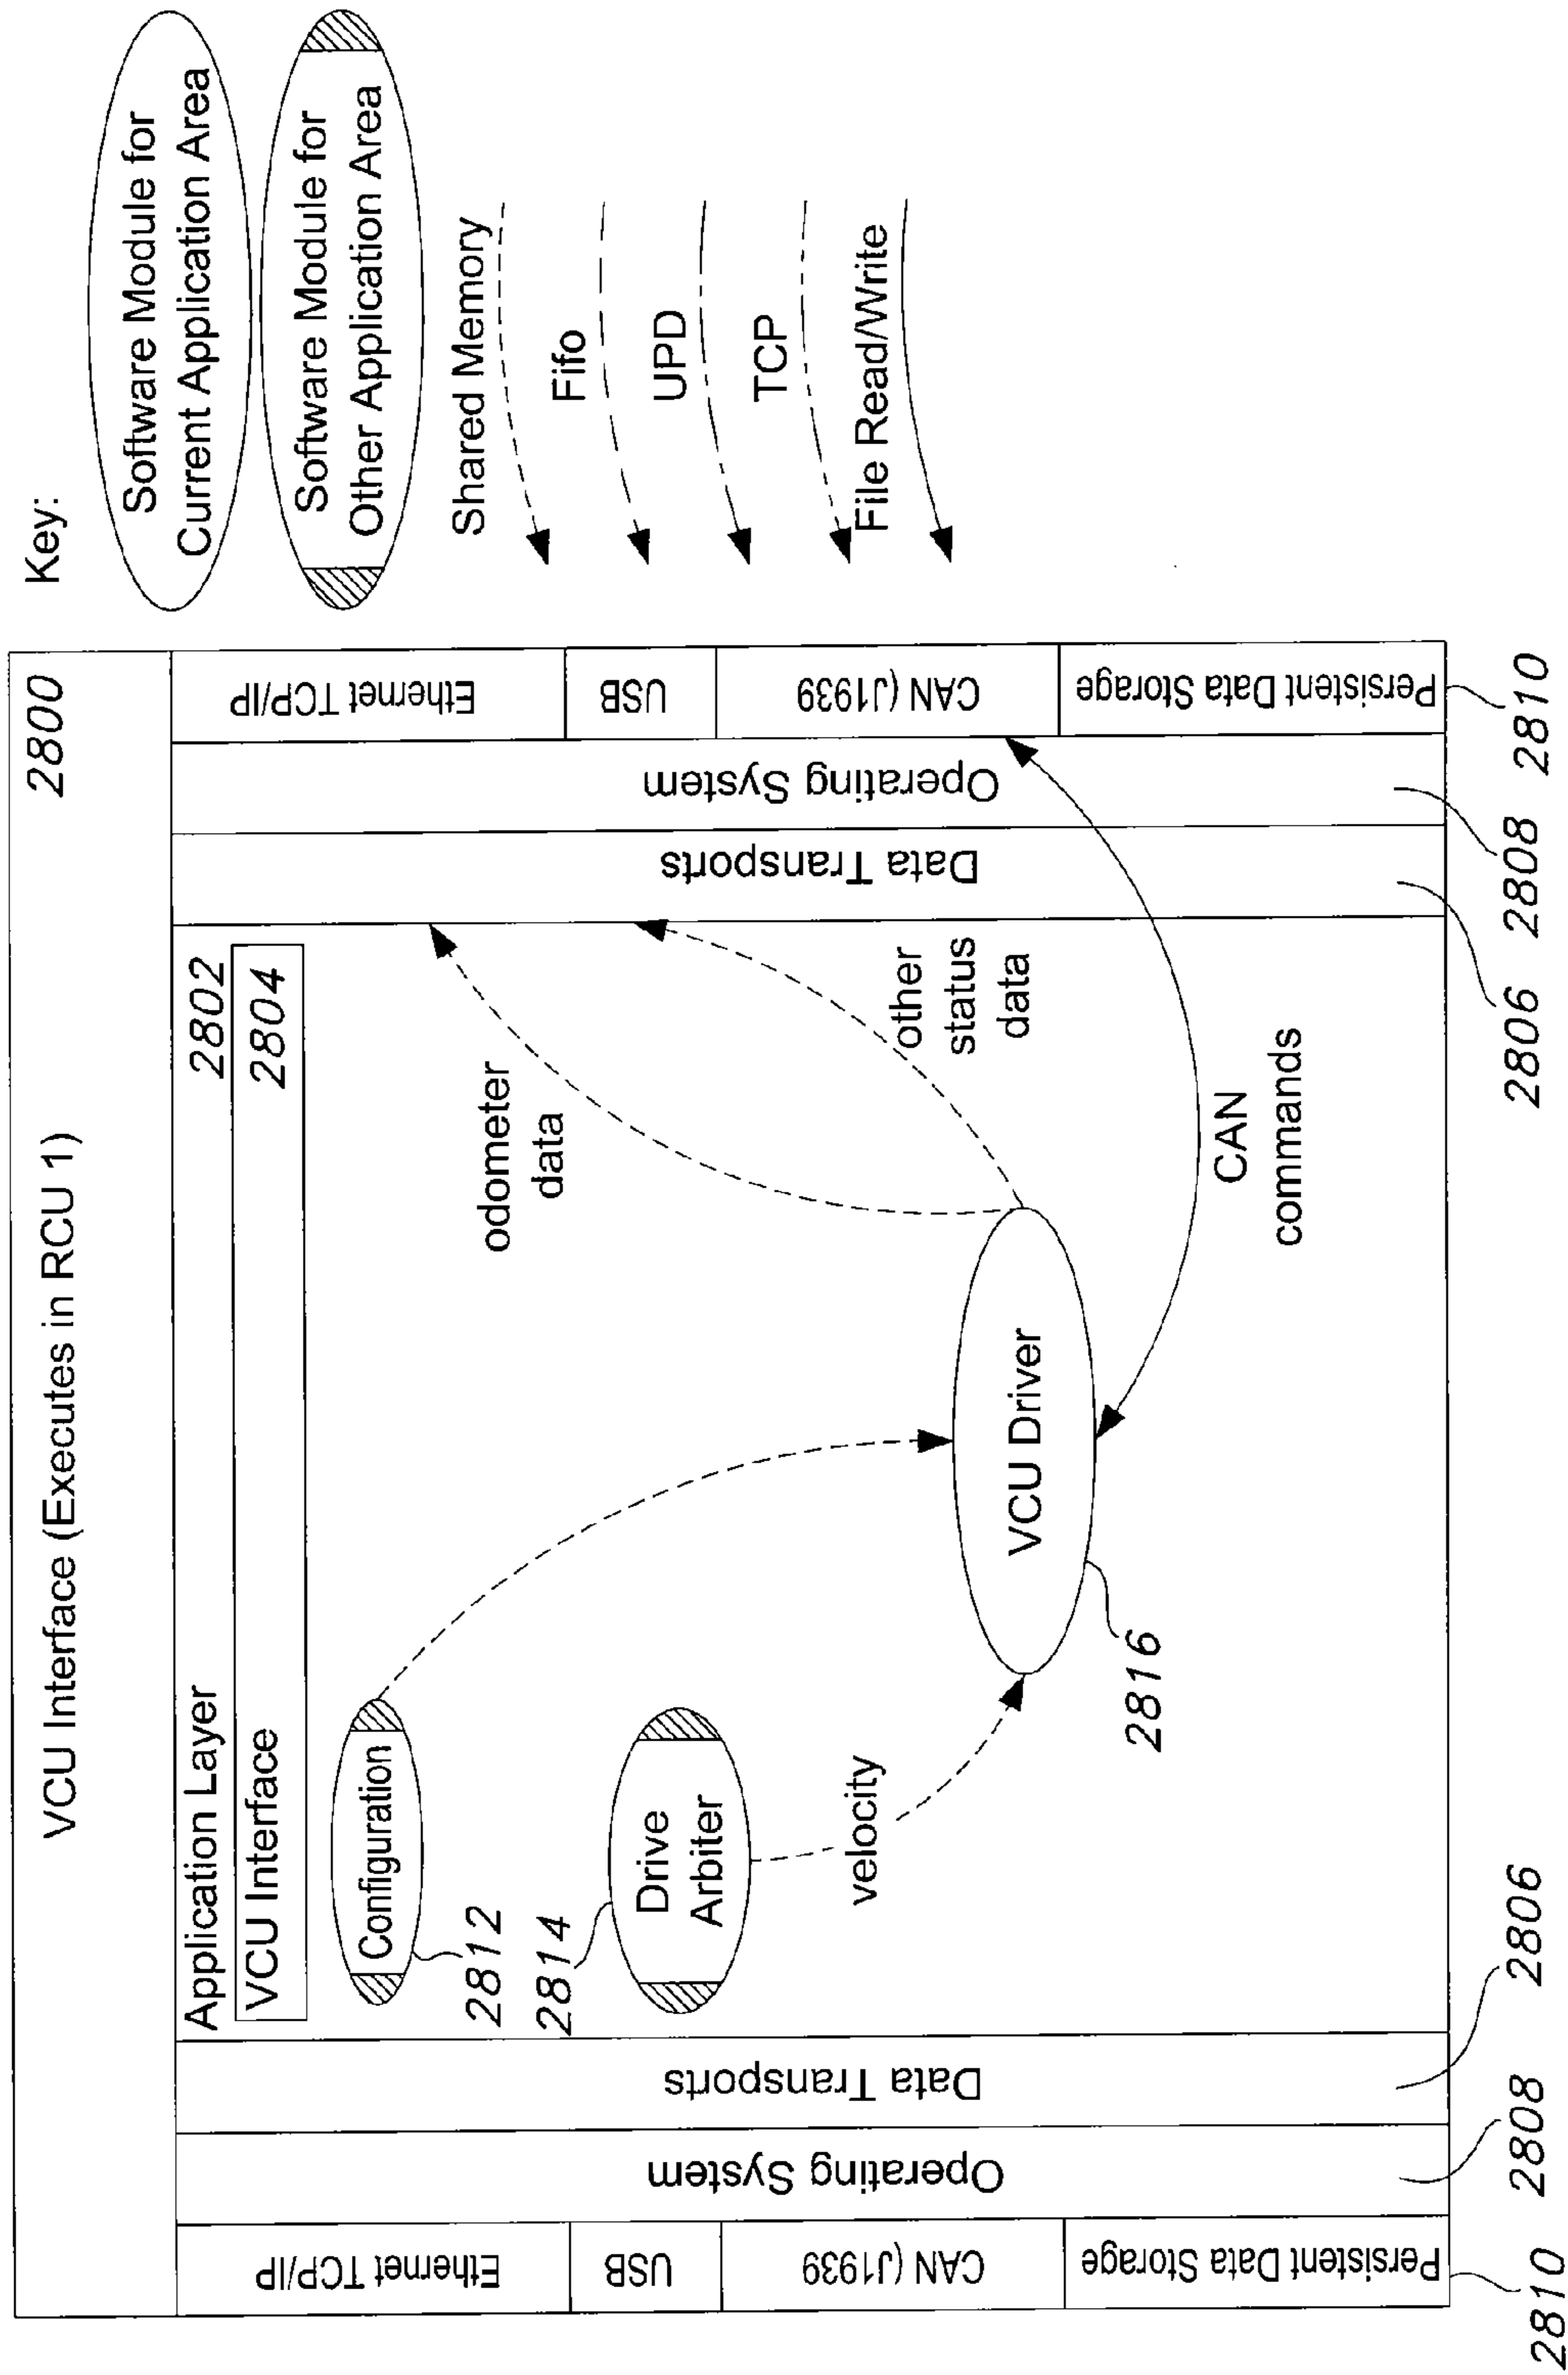 VCU Interface (Executes in RCU 1)
2800
Application Layer
2802
VCU Interface
2804
Ethernet TCP/IP
USB
CAN (J1939
Persistent Data Storage
Operating System
Data Transports
Configuration
2812
2814
Drive
Arbiter
velocity
VCU Driver
2816
odometer
data
other
status
data
CAN
commands
Data Transports
Operating System
Ethernet TCP/IP
USB
CAN (J1939
Persistent Data Storage
2810
2808
2806
2806
2808
2810
Key:
Software Module for
Current Application Area
Software Module for
Other Application Area
Shared Memory
Fifo
UPD
TCP
File Read/Write